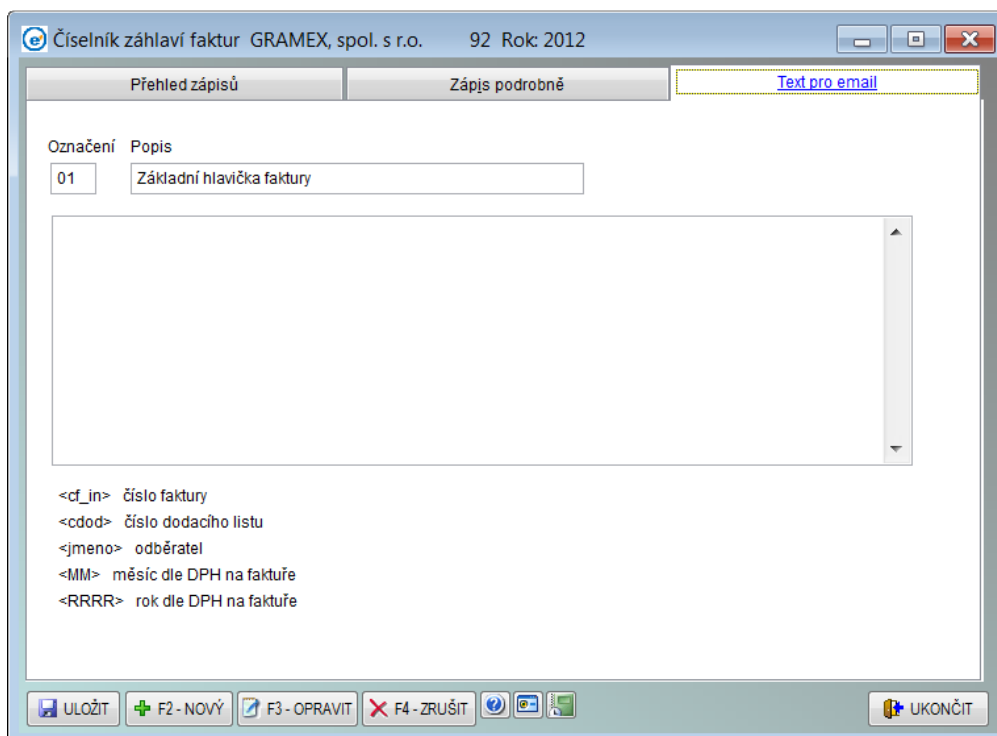 Číselník záhlaví faktur GRAMEX, spol. s r.o. 92 Rok: 2012
Přehled zápisů Zápis podrobně Text pro email
Označení Popis
01 Základní hlavička faktury
<cf_in> číslo faktury
<cdod> číslo dodacího listu
<jmeno> odběratel
<MM> měsíc dle DPH na faktuře
<RRRR> rok dle DPH na faktuře
ULOŽIT F2 - NOVÝ F3 - OPRAVIT F4 - ZRUŠIT UKONČIT